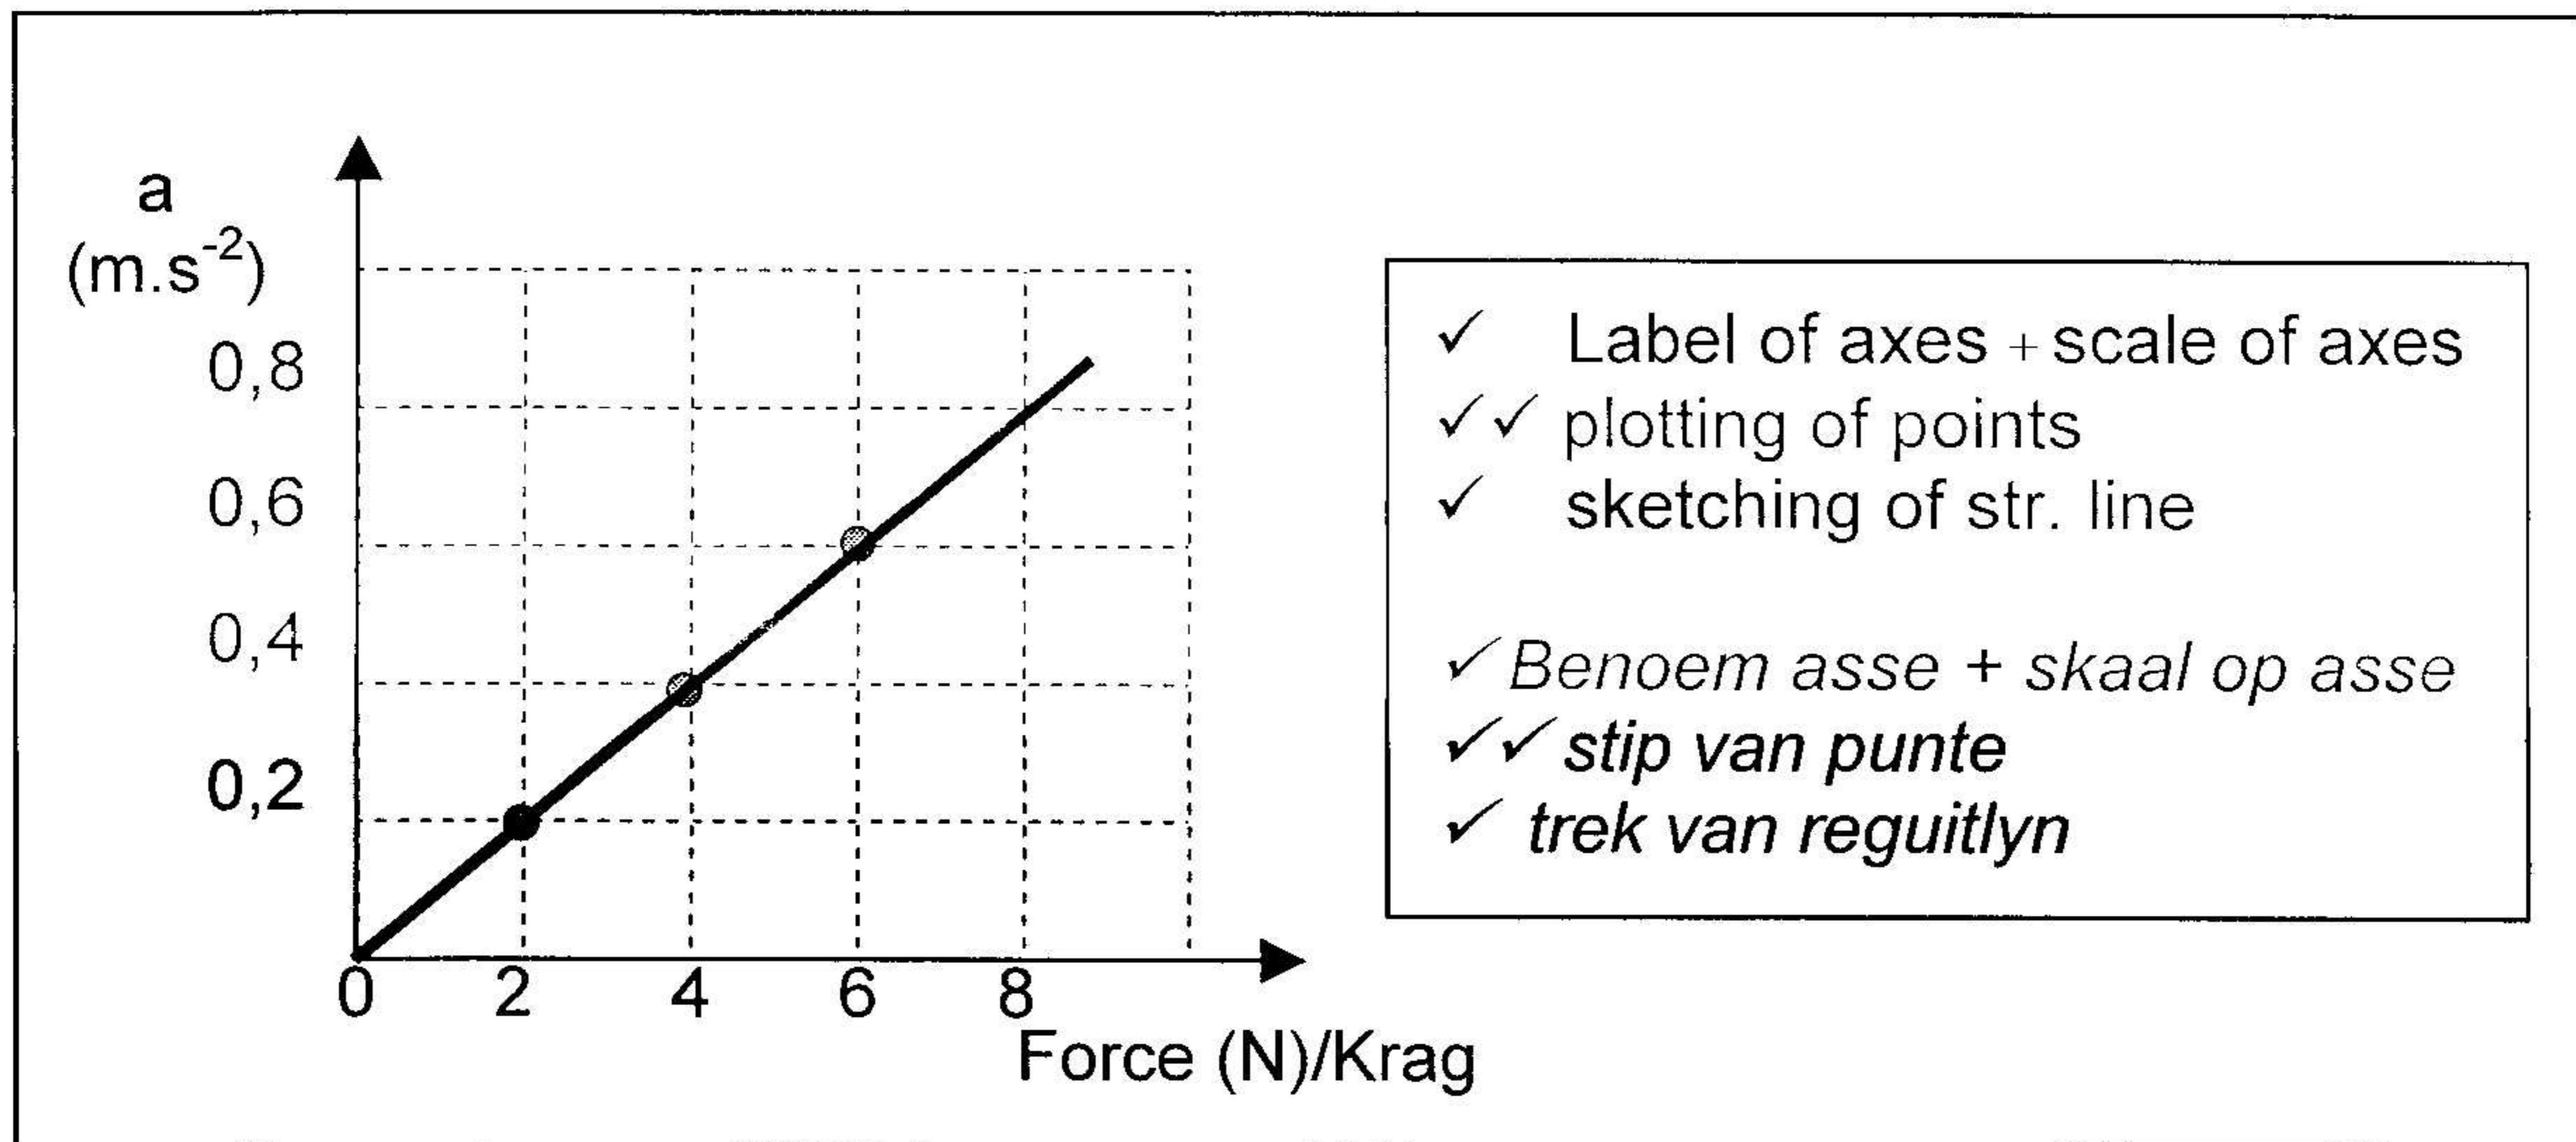 a
(m.s⁻²)
0,8
0,6
0,4
0,2
0 2 4 6 8
Force (N)/Krag
✓ Label of axes + scale of axes
✓✓ plotting of points
✓ sketching of str. line
✓ Benoem asse + skaal op asse
✓✓ stip van punte
✓ trek van reguitlyn